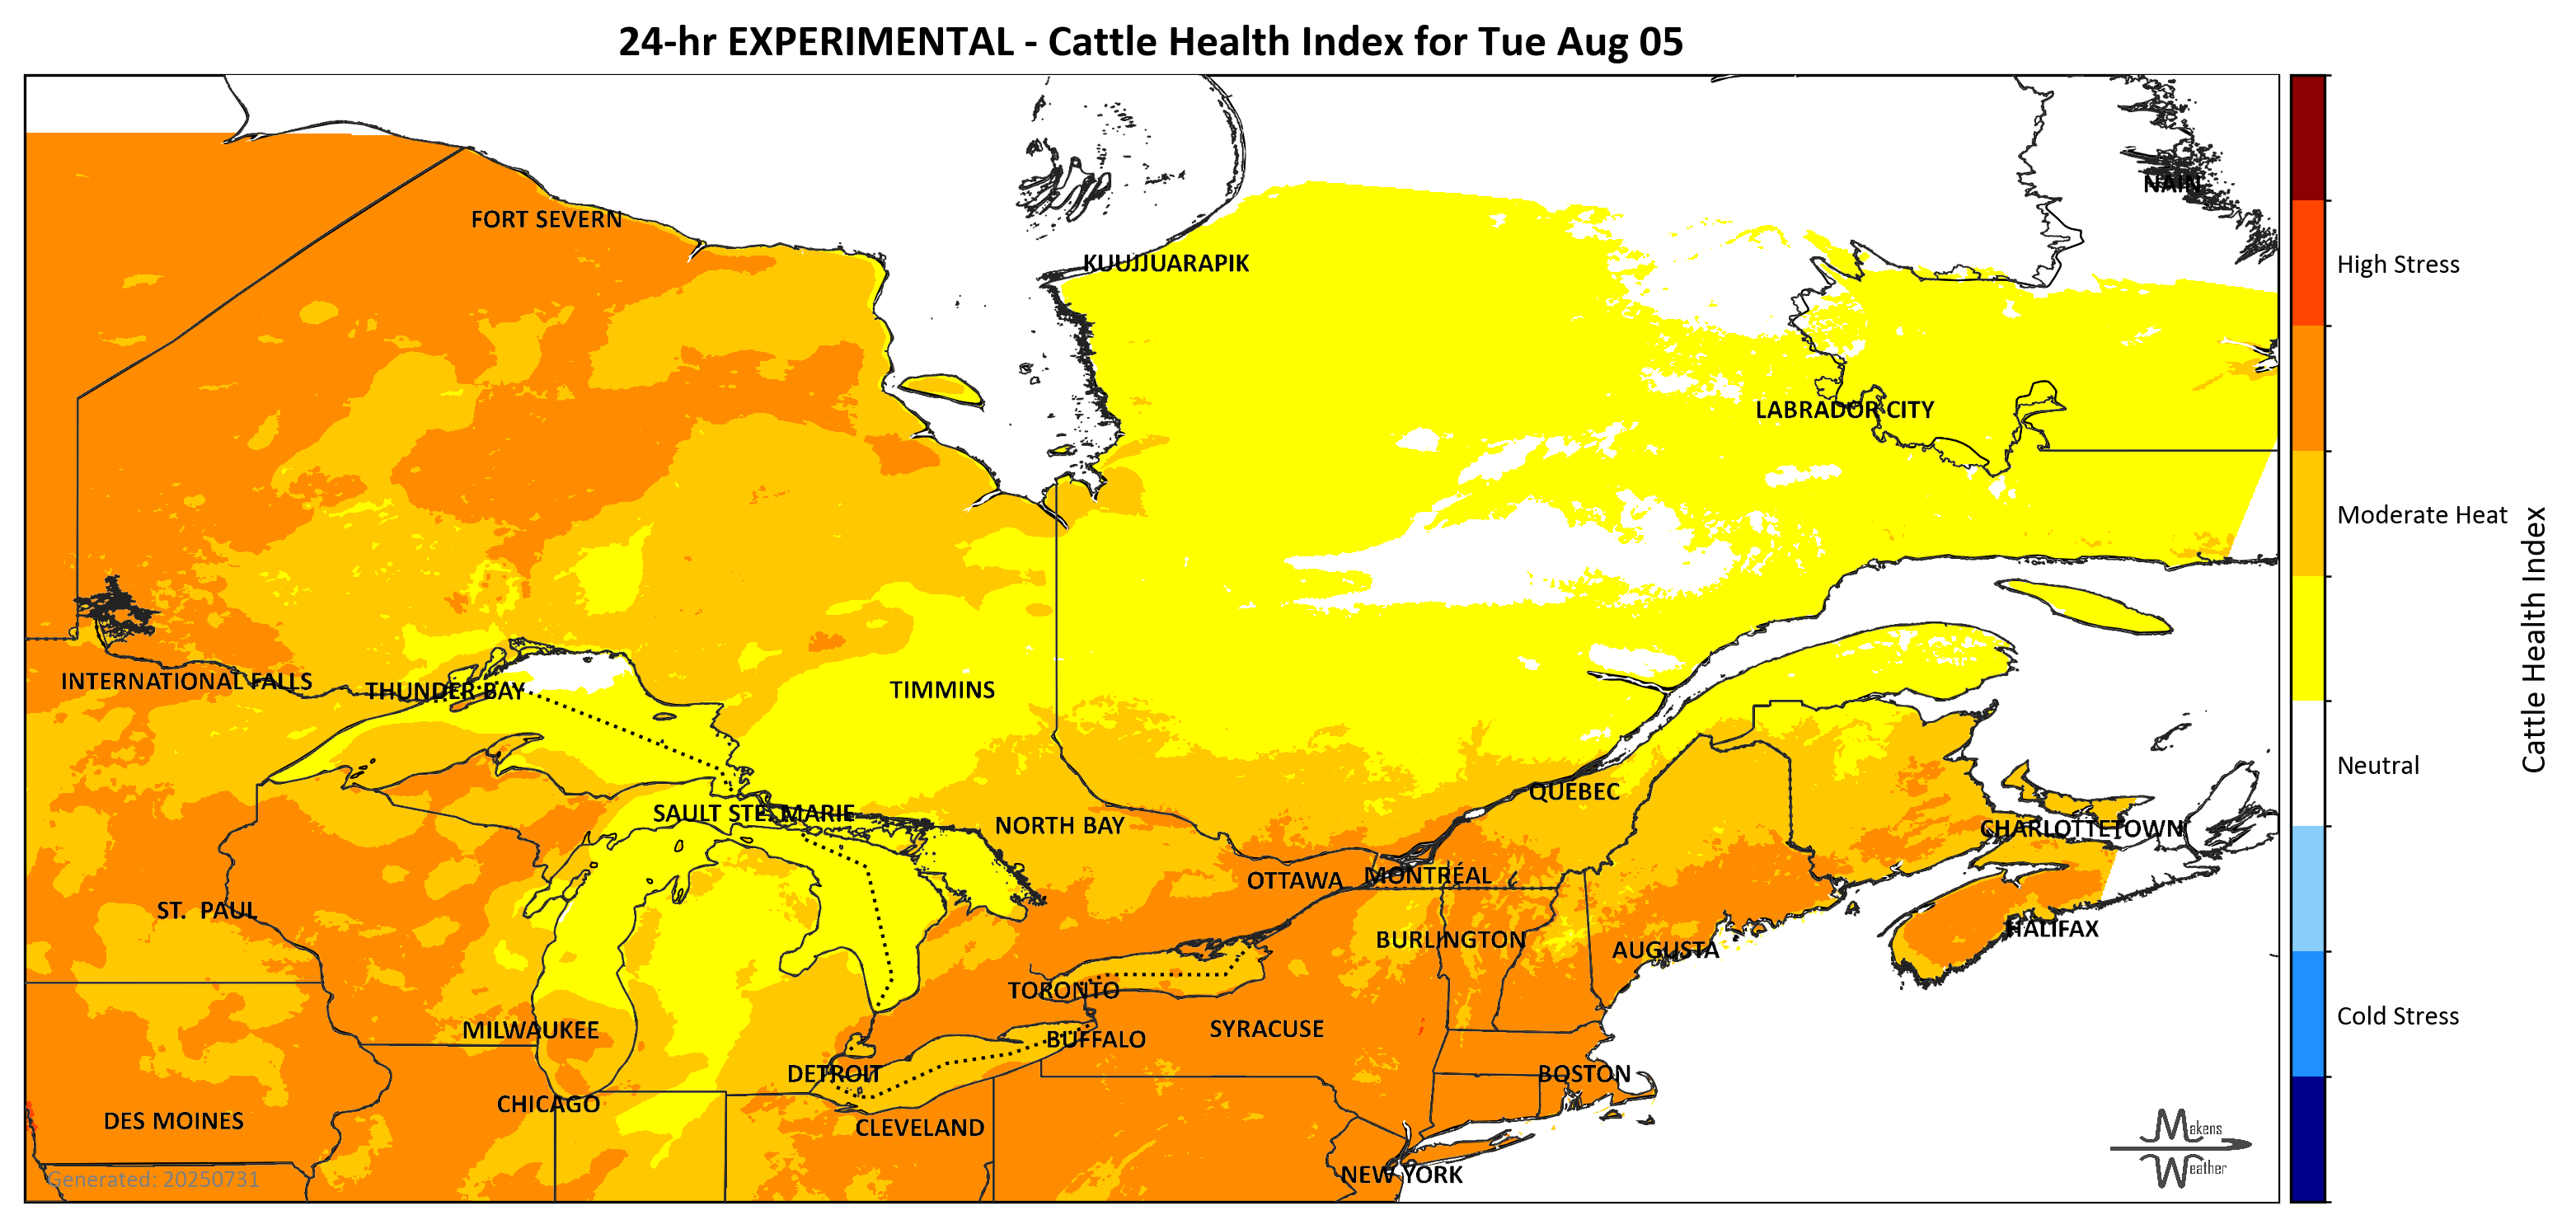 24-hr EXPERIMENTAL - Cattle Health Index for Tue Aug 05
NAIN
FORT SEVERN
KUUJJUARAPIK
High Stress
LABRADOR CITY
Moderate Heat
INTERNATIONAL FALLS
THUNDER BAY
TIMMINS
Neutral
Cattle Health Index
QUEBEC
SAULT STE. MARIE
NORTH BAY
CHARLOTTETOWN
OTTAWA
MONTRÉAL
ST. PAUL
HALIFAX
BURLINGTON
AUGUSTA
TORONTO
Cold Stress
MILWAUKEE
SYRACUSE
BUFFALO
DETROIT
BOSTON
CHICAGO
DES MOINES
CLEVELAND
Makens
Weather
NEW YORK
Generated: 20250731